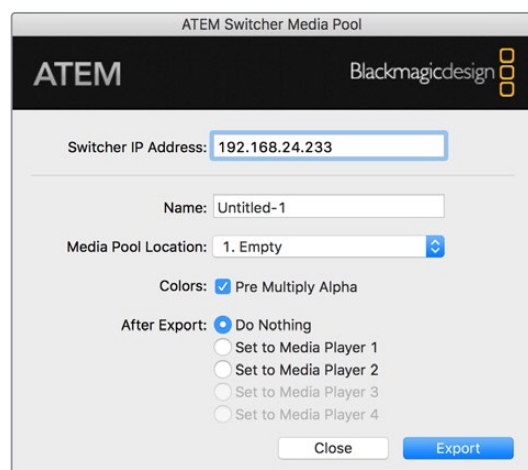 ATEM Switcher Media Pool
ATEM Blackmagicdesign
Switcher IP Address: 192.168.24.233
Name: Untitled-1
Media Pool Location: 1. Empty
Colors: Pre Multiply Alpha
After Export: Do Nothing
Set to Media Player 1
Set to Media Player 2
Set to Media Player 3
Set to Media Player 4
Close Export